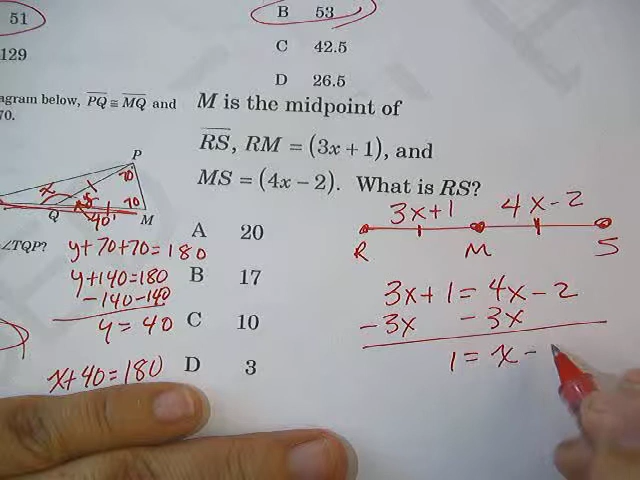 51
129
B 53
C 42.5
D 26.5
agram below, PQ ≅ MQ and
70.
P
70
x
y
70
Q
40
M
∠TQP?
y+70+70=180
y+140=180
-140 -140
y = 40
x+40=180
M is the midpoint of
RS, RM = (3x+1), and
MS = (4x−2). What is RS?
A 20
B 17
C 10
D 3
3x+1 4x-2
R M S
3x+1=4x-2
-3x -3x
1=x-